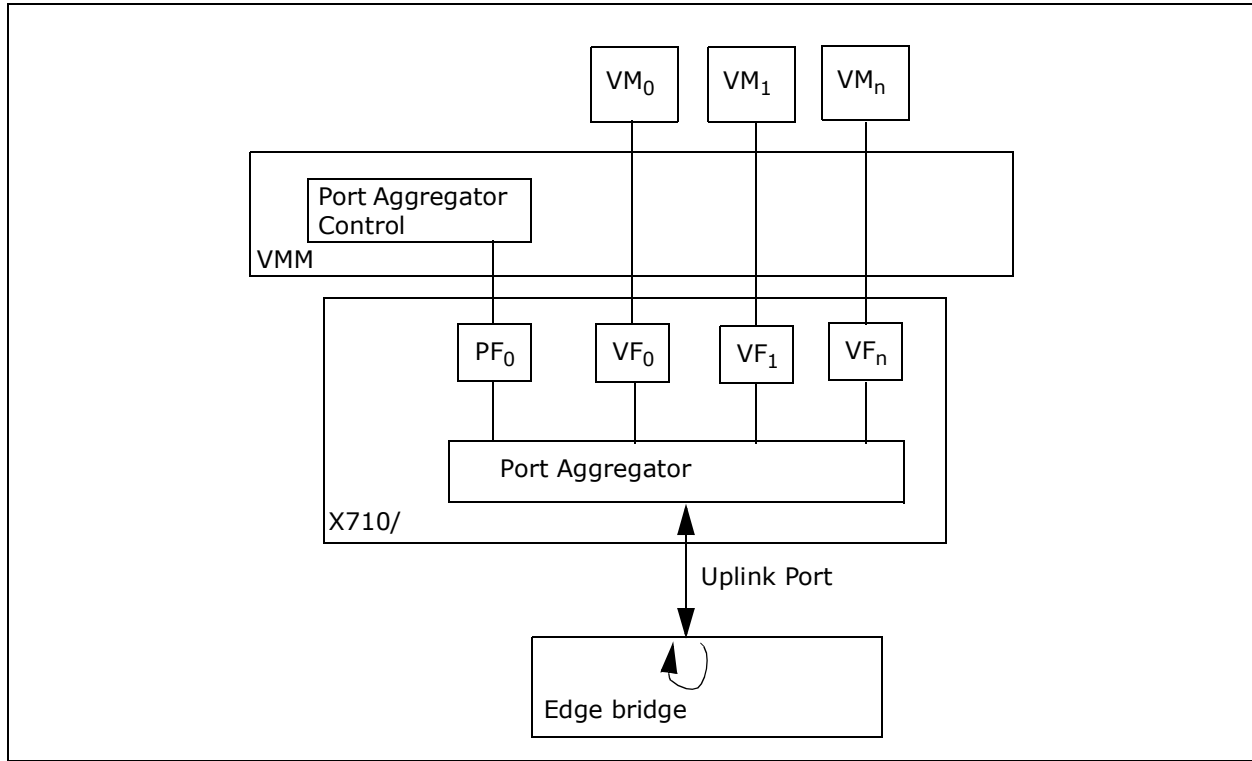 VM₀ VM₁ VMₙ
Port Aggregator
Control
VMM
PF₀ VF₀ VF₁ VFₙ
Port Aggregator
X710/
Uplink Port
Edge bridge